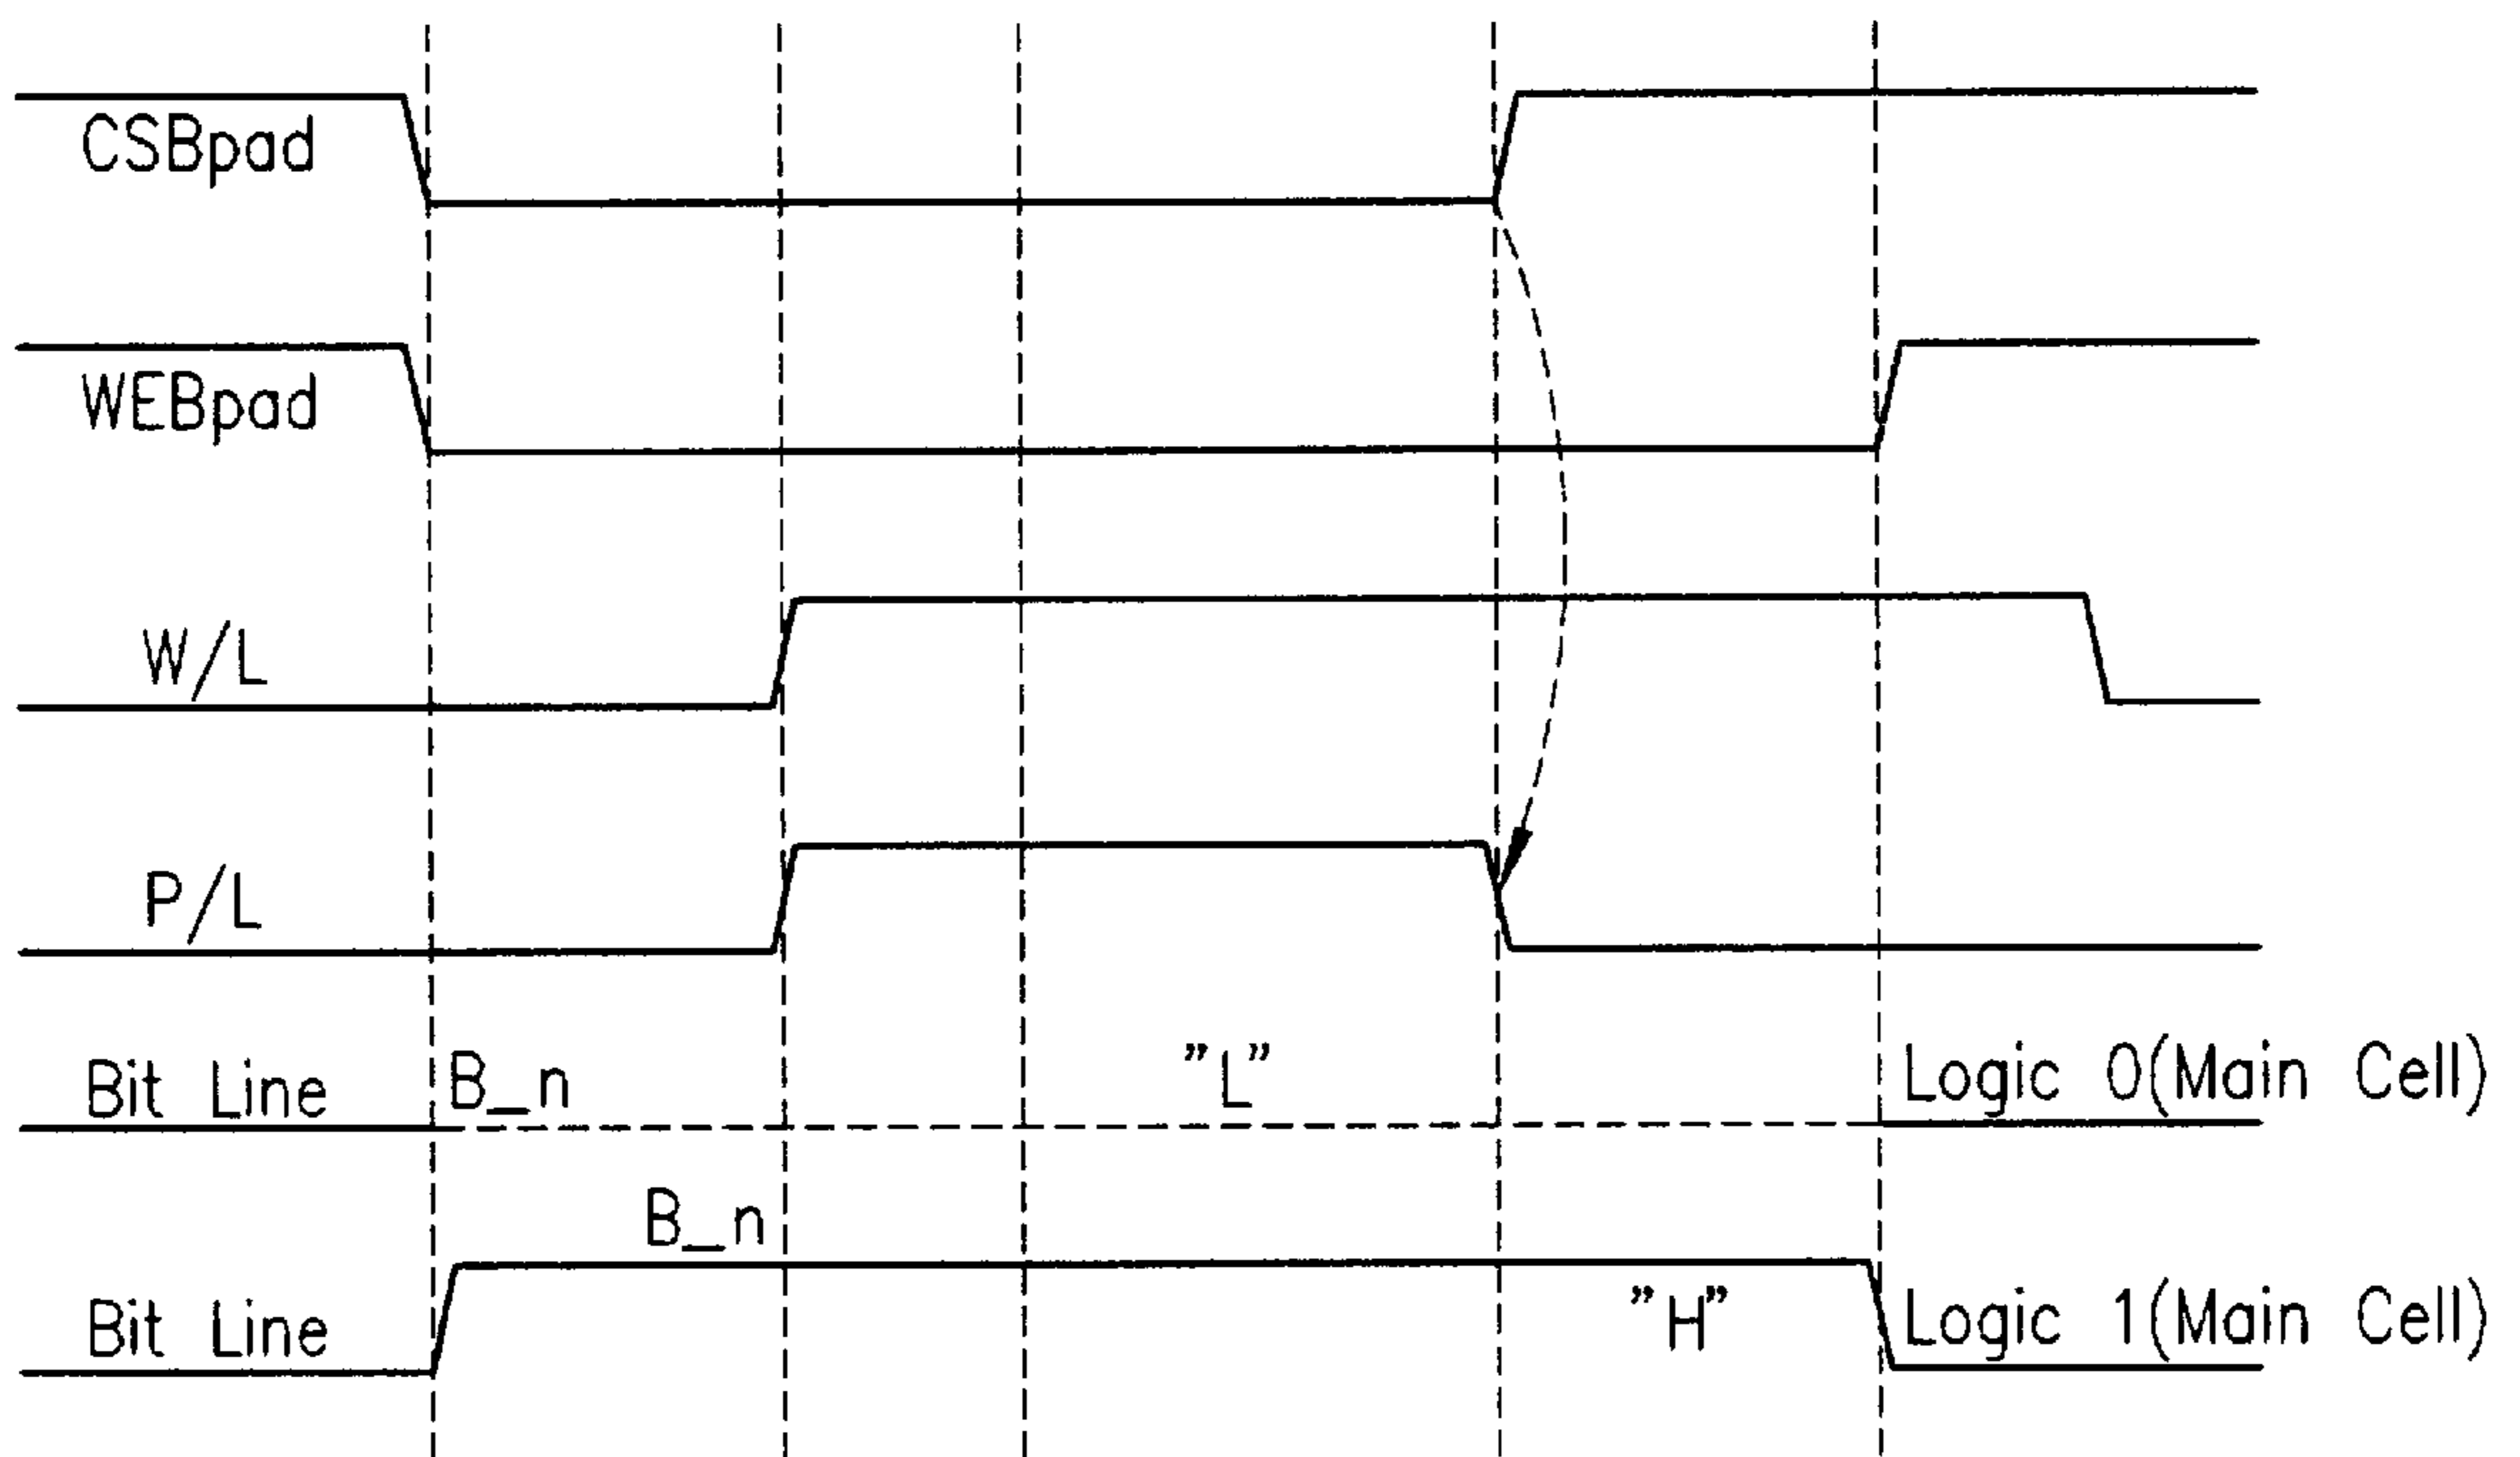 CSBpad
WEBpad
W/L
P/L
Bit Line B_n "L" Logic 0(Main Cell)
B_n
Bit Line "H" Logic 1(Main Cell)